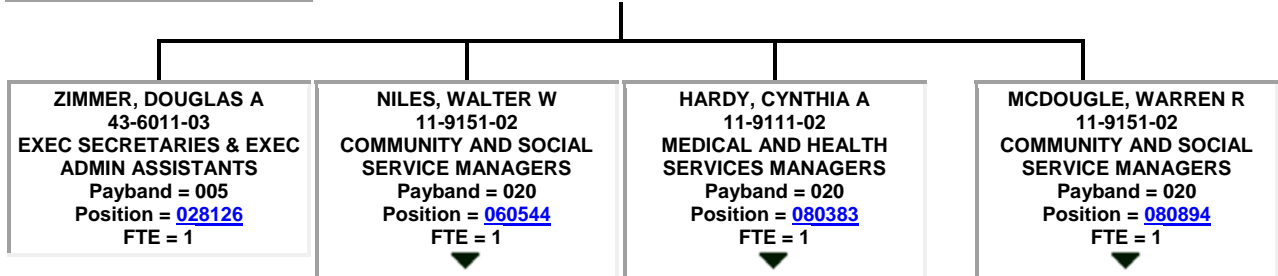 ZIMMER, DOUGLAS A
43-6011-03
EXEC SECRETARIES & EXEC
ADMIN ASSISTANTS
Payband = 005
Position = 028126
FTE = 1
NILES, WALTER W
11-9151-02
COMMUNITY AND SOCIAL
SERVICE MANAGERS
Payband = 020
Position = 060544
FTE = 1
HARDY, CYNTHIA A
11-9111-02
MEDICAL AND HEALTH
SERVICES MANAGERS
Payband = 020
Position = 080383
FTE = 1
MCDOUGLE, WARREN R
11-9151-02
COMMUNITY AND SOCIAL
SERVICE MANAGERS
Payband = 020
Position = 080894
FTE = 1